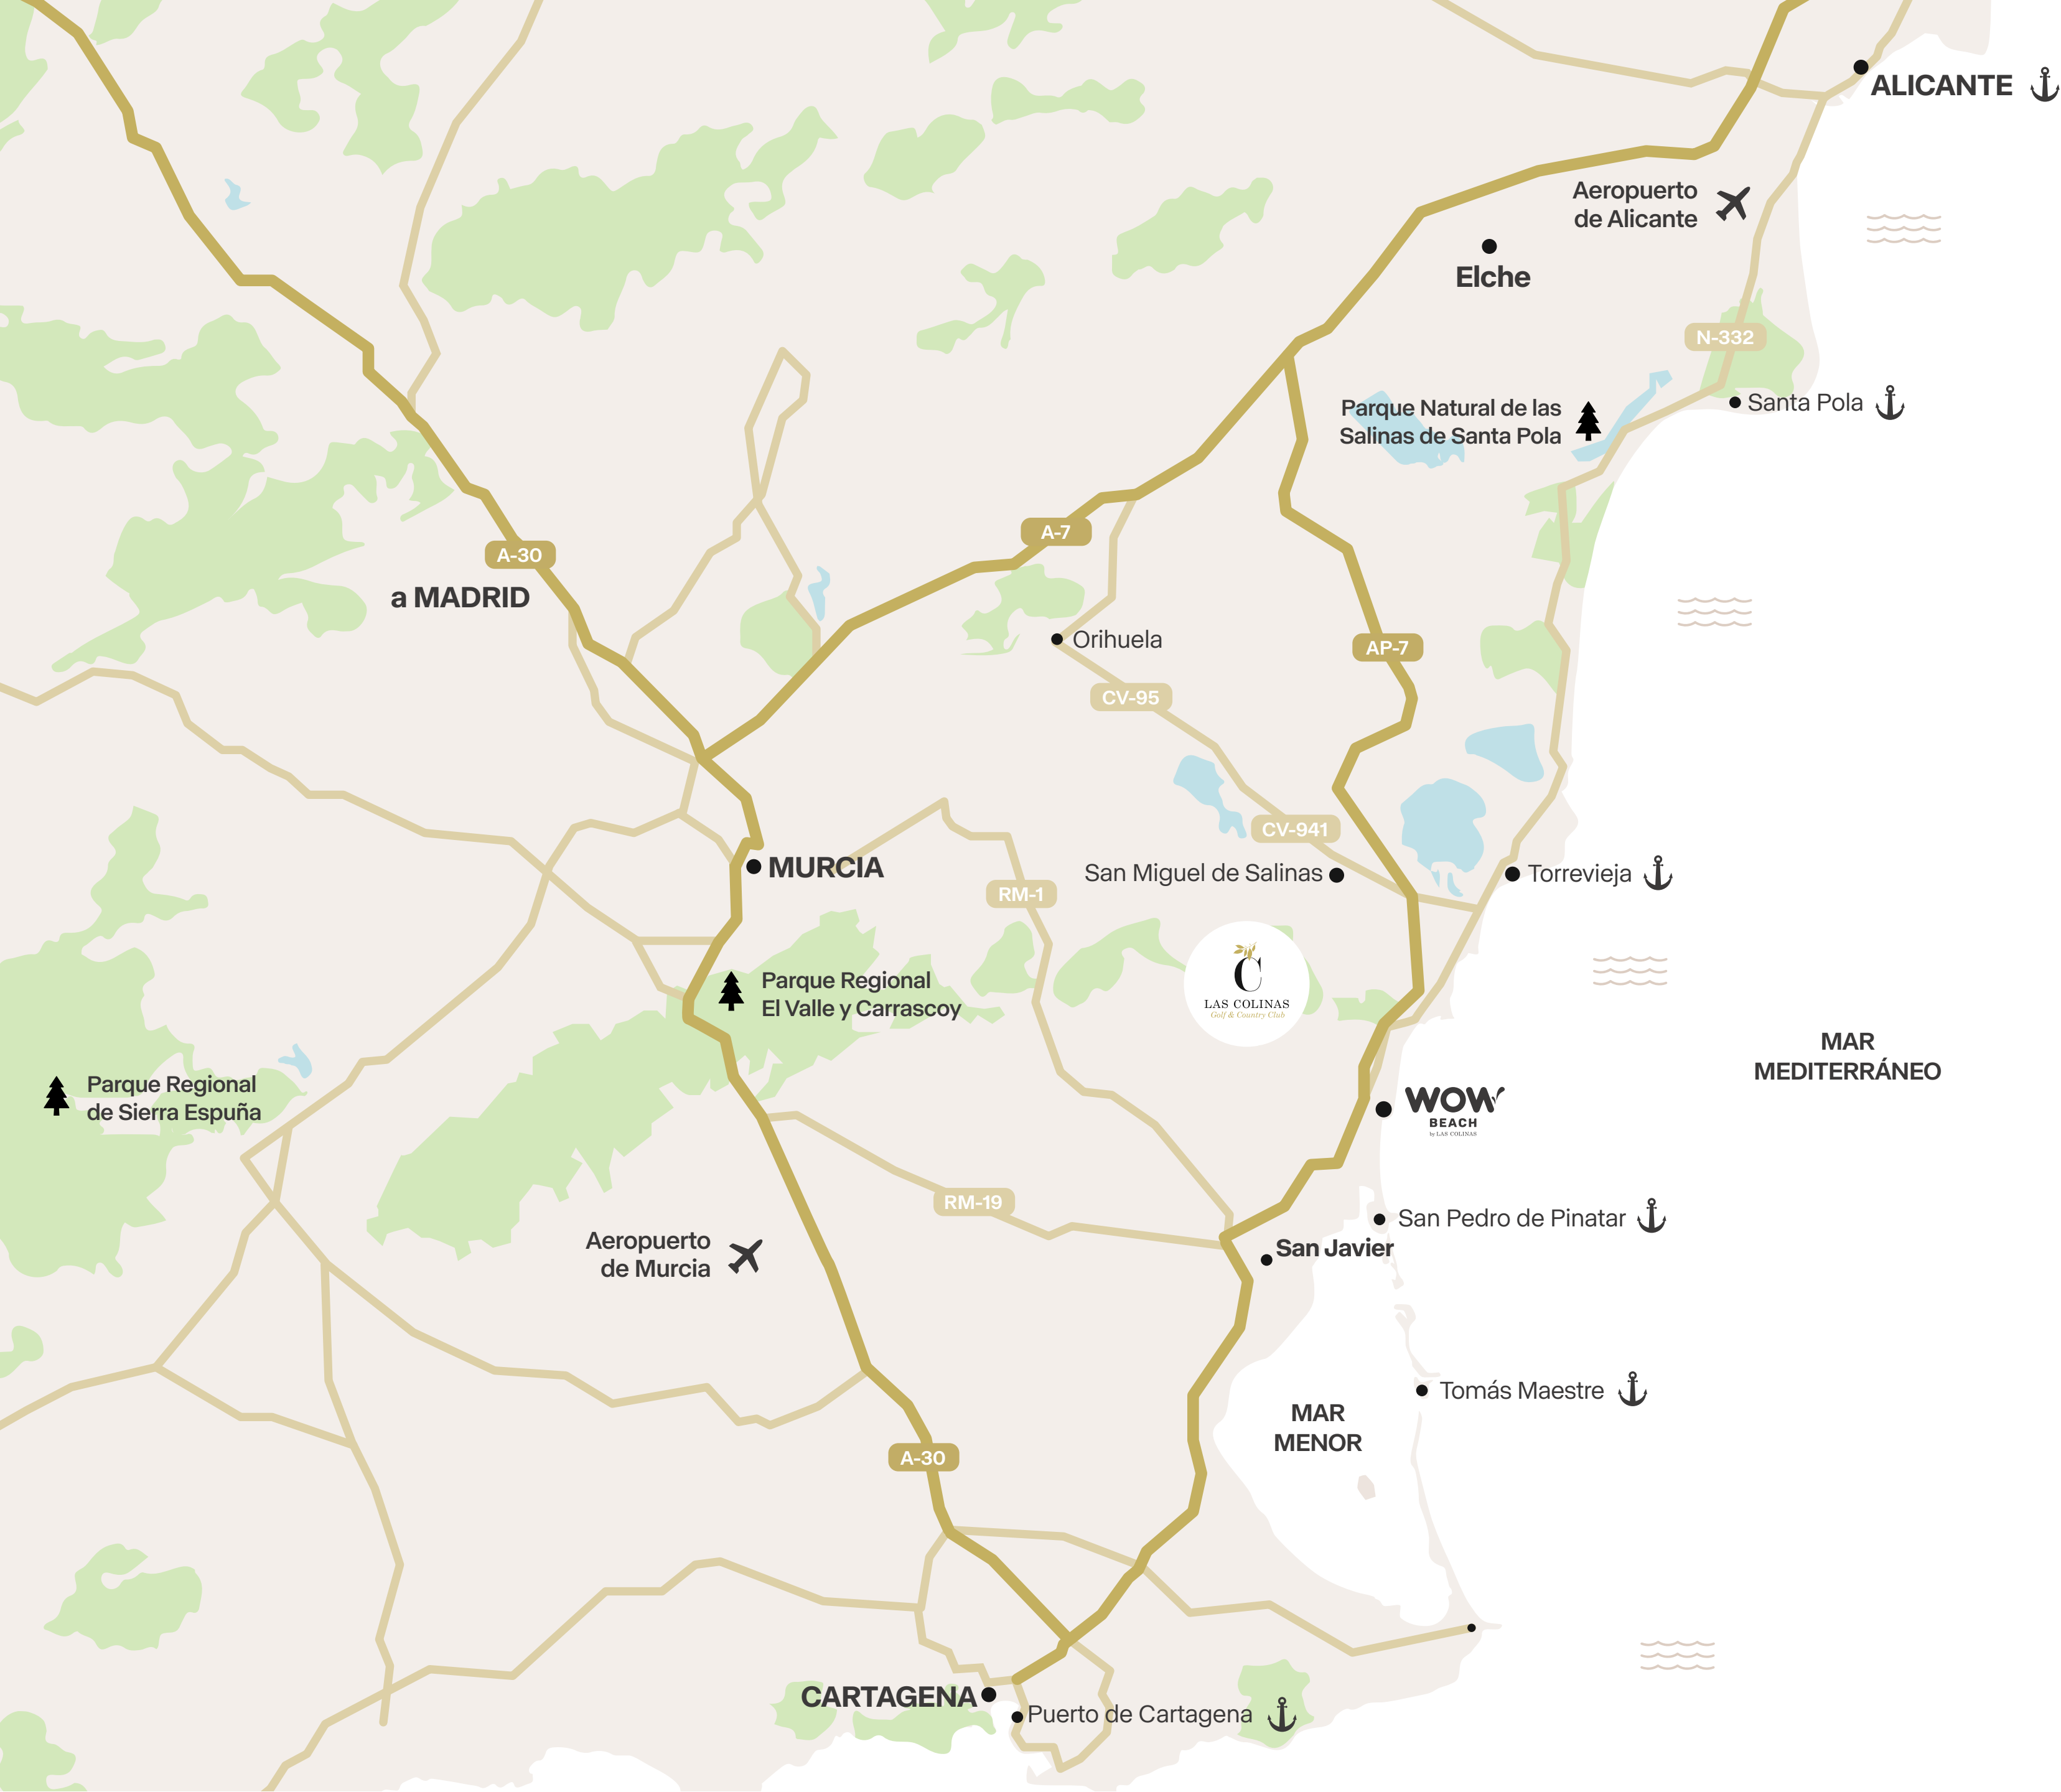 ALICANTE
Aeropuerto
de Alicante
Elche
N-332
Parque Natural de las
Salinas de Santa Pola
Santa Pola
A-7
A-30
a MADRID
Orihuela
AP-7
CV-95
CV-941
MURCIA
San Miguel de Salinas
Torrevieja
RM-1
Parque Regional
El Valle y Carrascoy
C
LAS COLINAS
Golf & Country Club
MAR
MEDITERRÁNEO
Parque Regional
de Sierra Espuña
WOW
BEACH
by LAS COLINAS
RM-19
San Pedro de Pinatar
Aeropuerto
de Murcia
San Javier
Tomás Maestre
MAR
MENOR
A-30
CARTAGENA
Puerto de Cartagena